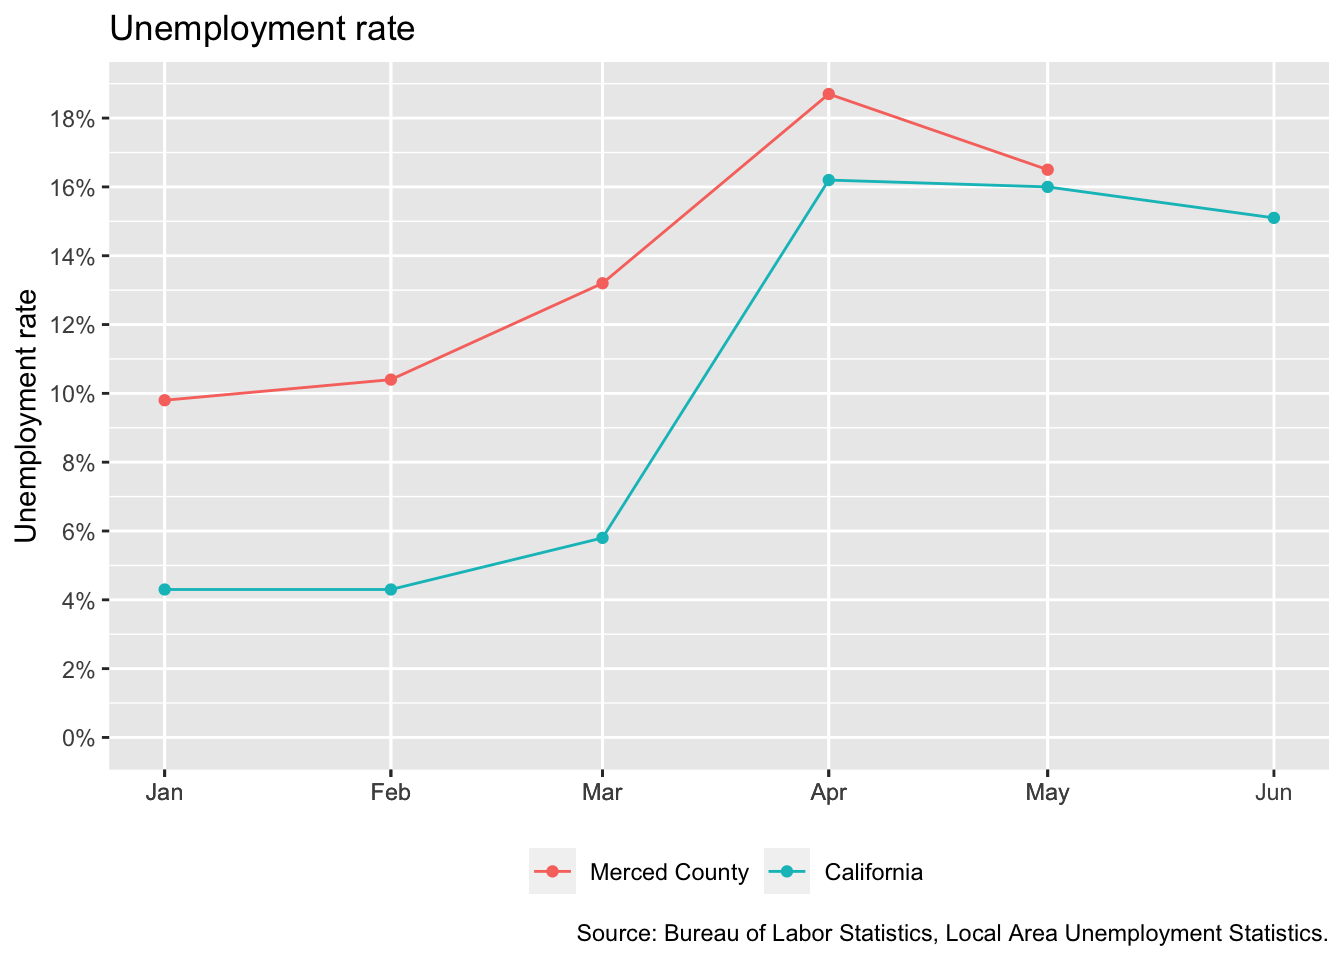 Unemployment rate
Unemployment rate
18%
16%
14%
12%
10%
8%
6%
4%
2%
0%
Jan Feb Mar Apr May Jun
Merced County California
Source: Bureau of Labor Statistics, Local Area Unemployment Statistics.